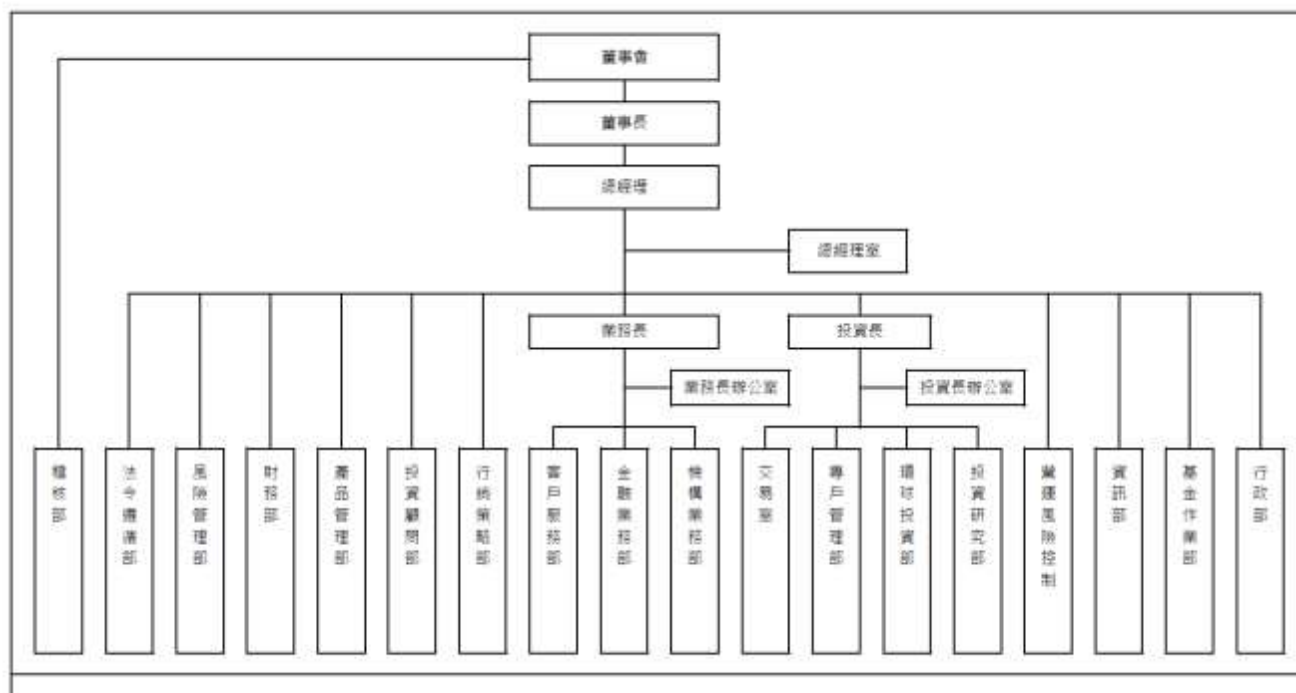 董事會
董事長
總經理
總經理室
業務長
投資長
業務長辦公室
投資長辦公室
稽核部
法令遵循部
風險管理部
財務部
產品管理部
投資顧問部
行銷策略部
客戶服務部
金融業務部
機構業務部
交易室
專戶管理部
環球投資部
投資研究部
營運風險控制
資訊部
基金作業部
行政部